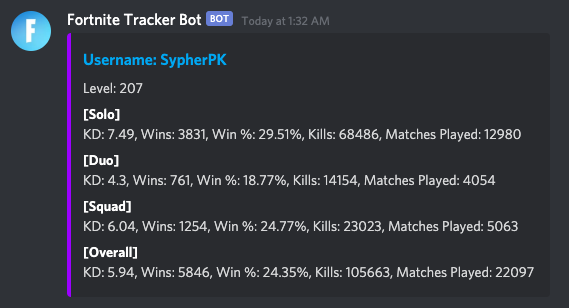 Fortnite Tracker Bot BOT Today at 1:32 AM
F
Username: SypherPK
Level: 207
[Solo]
KD: 7.49, Wins: 3831, Win %: 29.51%, Kills: 68486, Matches Played: 12980
[Duo]
KD: 4.3, Wins: 761, Win %: 18.77%, Kills: 14154, Matches Played: 4054
[Squad]
KD: 6.04, Wins: 1254, Win %: 24.77%, Kills: 23023, Matches Played: 5063
[Overall]
KD: 5.94, Wins: 5846, Win %: 24.35%, Kills: 105663, Matches Played: 22097